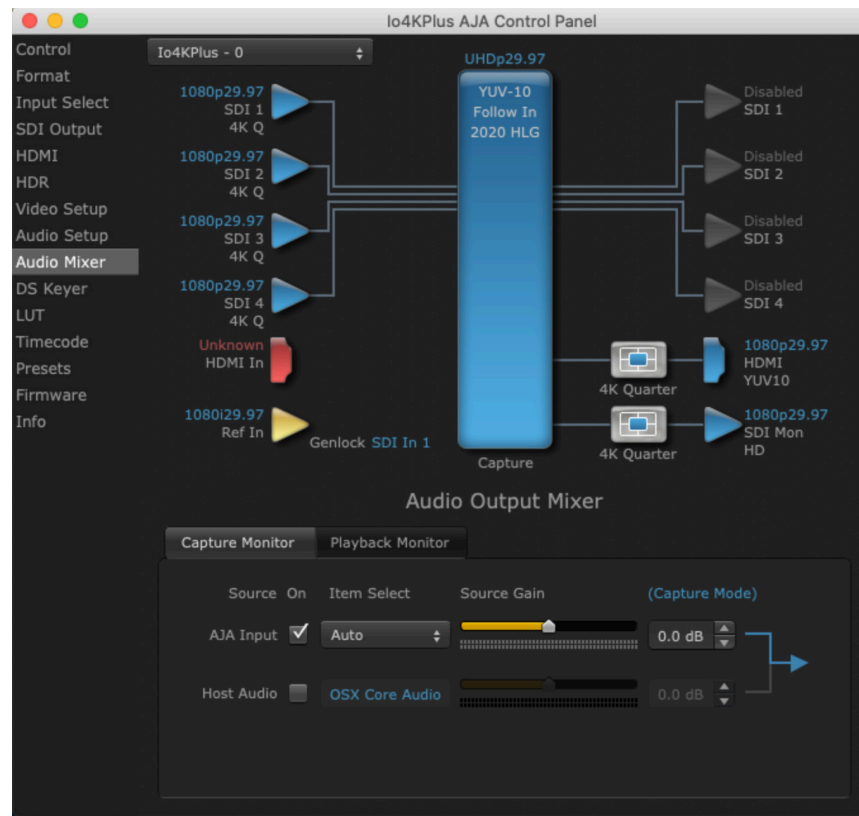 Io4KPlus AJA Control Panel
Control
Format
Input Select
SDI Output
HDMI
HDR
Video Setup
Audio Setup
Audio Mixer
DS Keyer
LUT
Timecode
Presets
Firmware
Info
Io4KPlus - 0
1080p29.97
SDI 1
4K Q
1080p29.97
SDI 2
4K Q
1080p29.97
SDI 3
4K Q
1080p29.97
SDI 4
4K Q
Unknown
HDMI In
1080i29.97
Ref In
Genlock SDI In 1
UHDp29.97
YUV-10
Follow In
2020 HLG
Capture
Disabled
SDI 1
Disabled
SDI 2
Disabled
SDI 3
Disabled
SDI 4
4K Quarter
1080p29.97
HDMI
YUV10
4K Quarter
1080p29.97
SDI Mon
HD
Audio Output Mixer
Capture Monitor Playback Monitor
Source On Item Select Source Gain (Capture Mode)
AJA Input Auto 0.0 dB
Host Audio OSX Core Audio 0.0 dB